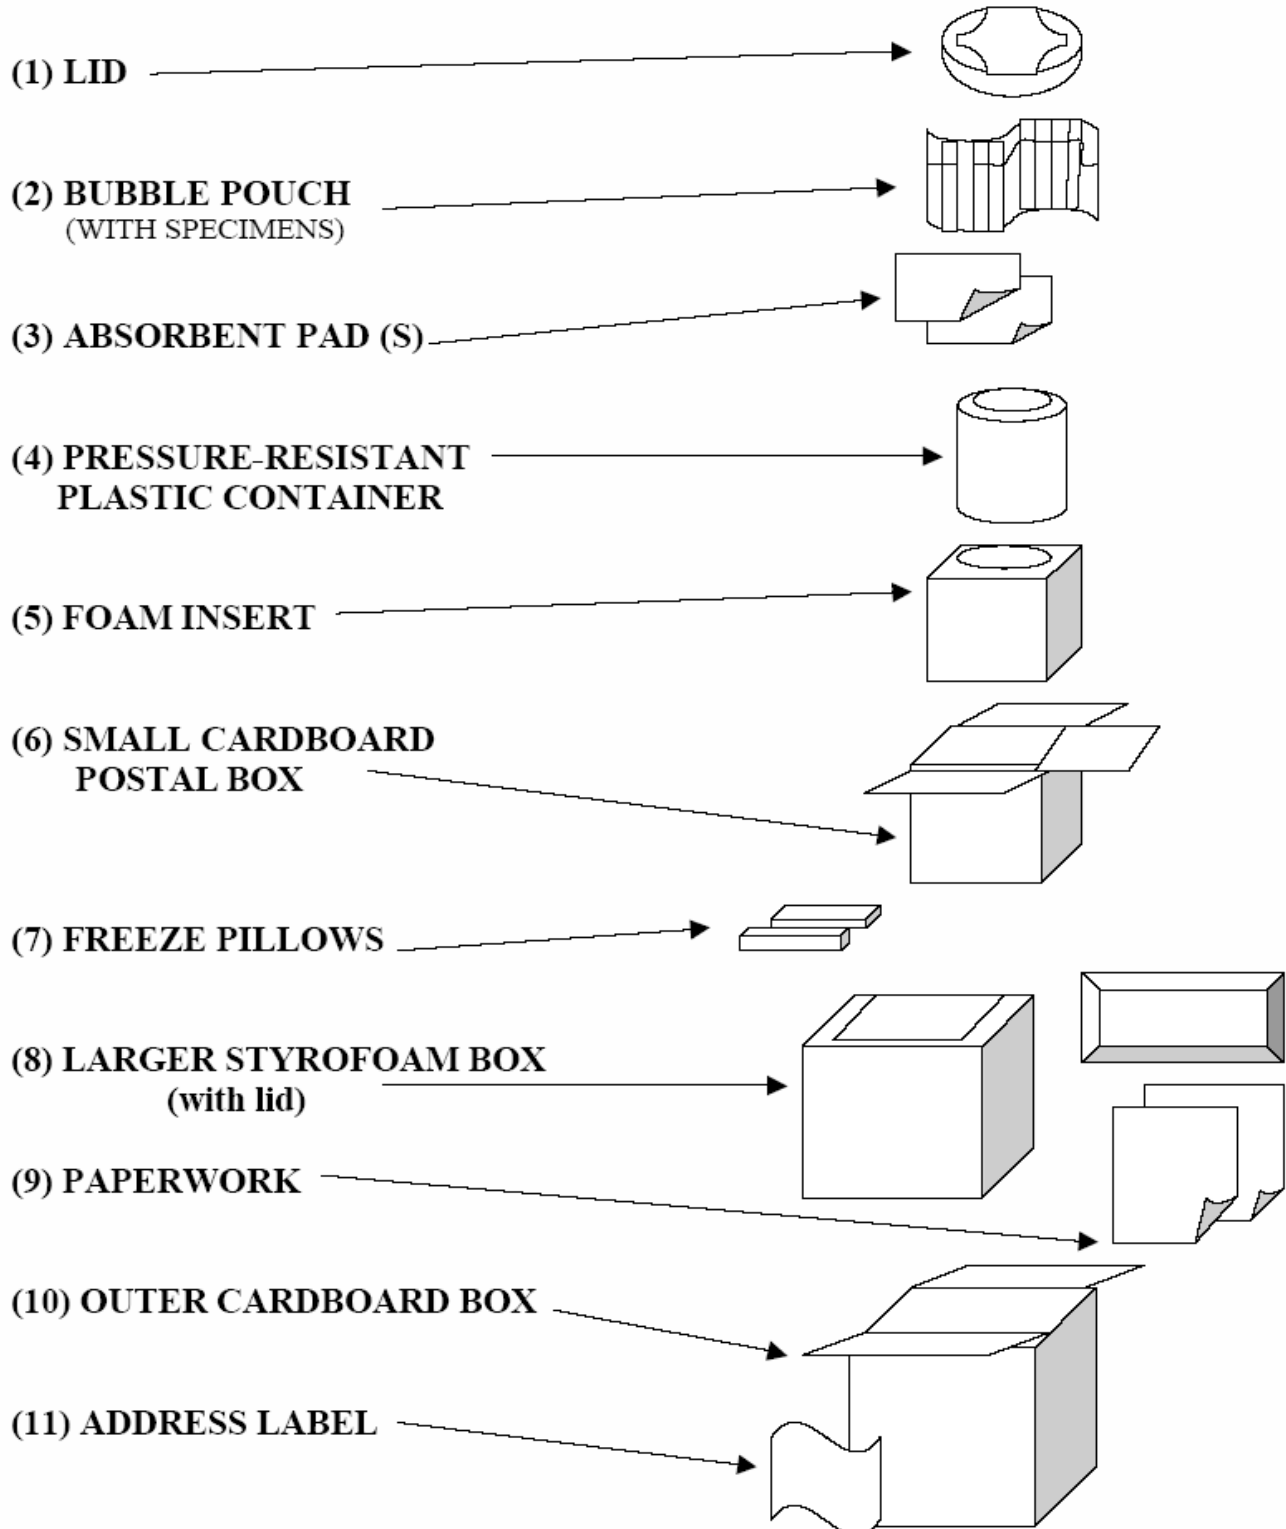 (1) LID
(2) BUBBLE POUCH
(WITH SPECIMENS)
(3) ABSORBENT PAD (S)
(4) PRESSURE-RESISTANT
PLASTIC CONTAINER
(5) FOAM INSERT
(6) SMALL CARDBOARD
POSTAL BOX
(7) FREEZE PILLOWS
(8) LARGER STYROFOAM BOX
(with lid)
(9) PAPERWORK
(10) OUTER CARDBOARD BOX
(11) ADDRESS LABEL